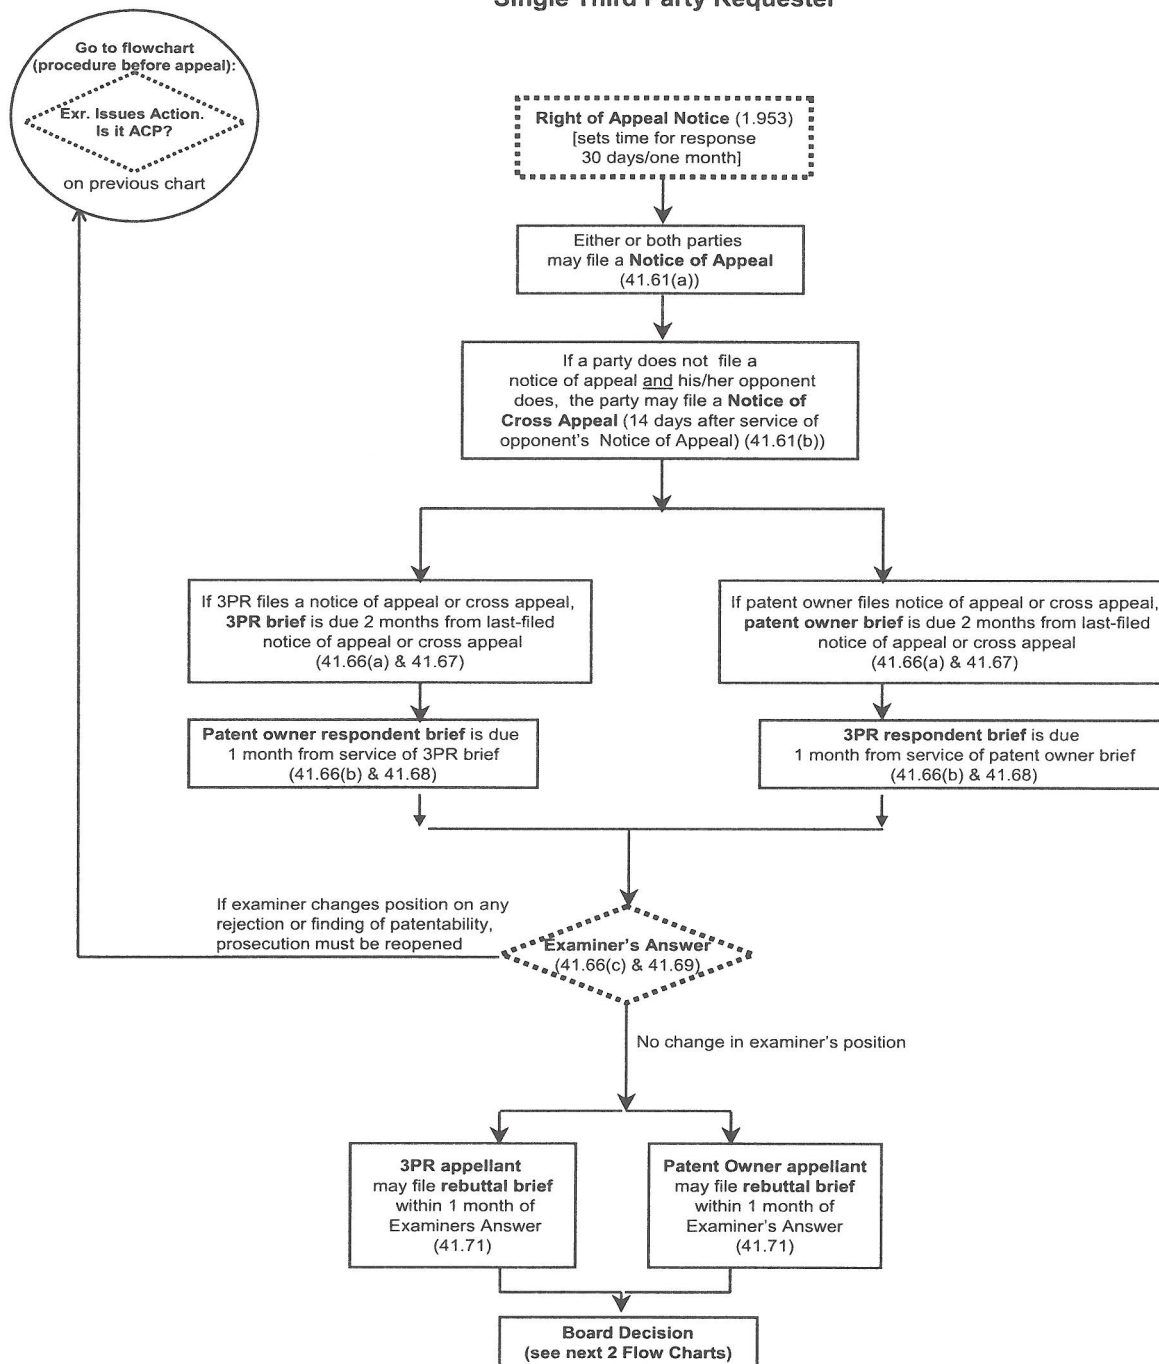 Single Third Party Requester
Go to flowchart
(procedure before appeal):
Exr. Issues Action.
Is it ACP?
on previous chart
Right of Appeal Notice (1.953)
[sets time for response
30 days/one month]
Either or both parties
may file a Notice of Appeal
(41.61(a))
If a party does not file a
notice of appeal and his/her opponent
does, the party may file a Notice of
Cross Appeal (14 days after service of
opponent's Notice of Appeal) (41.61(b))
If 3PR files a notice of appeal or cross appeal,
3PR brief is due 2 months from last-filed
notice of appeal or cross appeal
(41.66(a) & 41.67)
If patent owner files notice of appeal or cross appeal,
patent owner brief is due 2 months from last-filed
notice of appeal or cross appeal
(41.66(a) & 41.67)
Patent owner respondent brief is due
1 month from service of 3PR brief
(41.66(b) & 41.68)
3PR respondent brief is due
1 month from service of patent owner brief
(41.66(b) & 41.68)
If examiner changes position on any
rejection or finding of patentability,
prosecution must be reopened
Examiner's Answer
(41.66(c) & 41.69)
No change in examiner's position
3PR appellant
may file rebuttal brief
within 1 month of
Examiners Answer
(41.71)
Patent Owner appellant
may file rebuttal brief
within 1 month of
Examiner's Answer
(41.71)
Board Decision
(see next 2 Flow Charts)